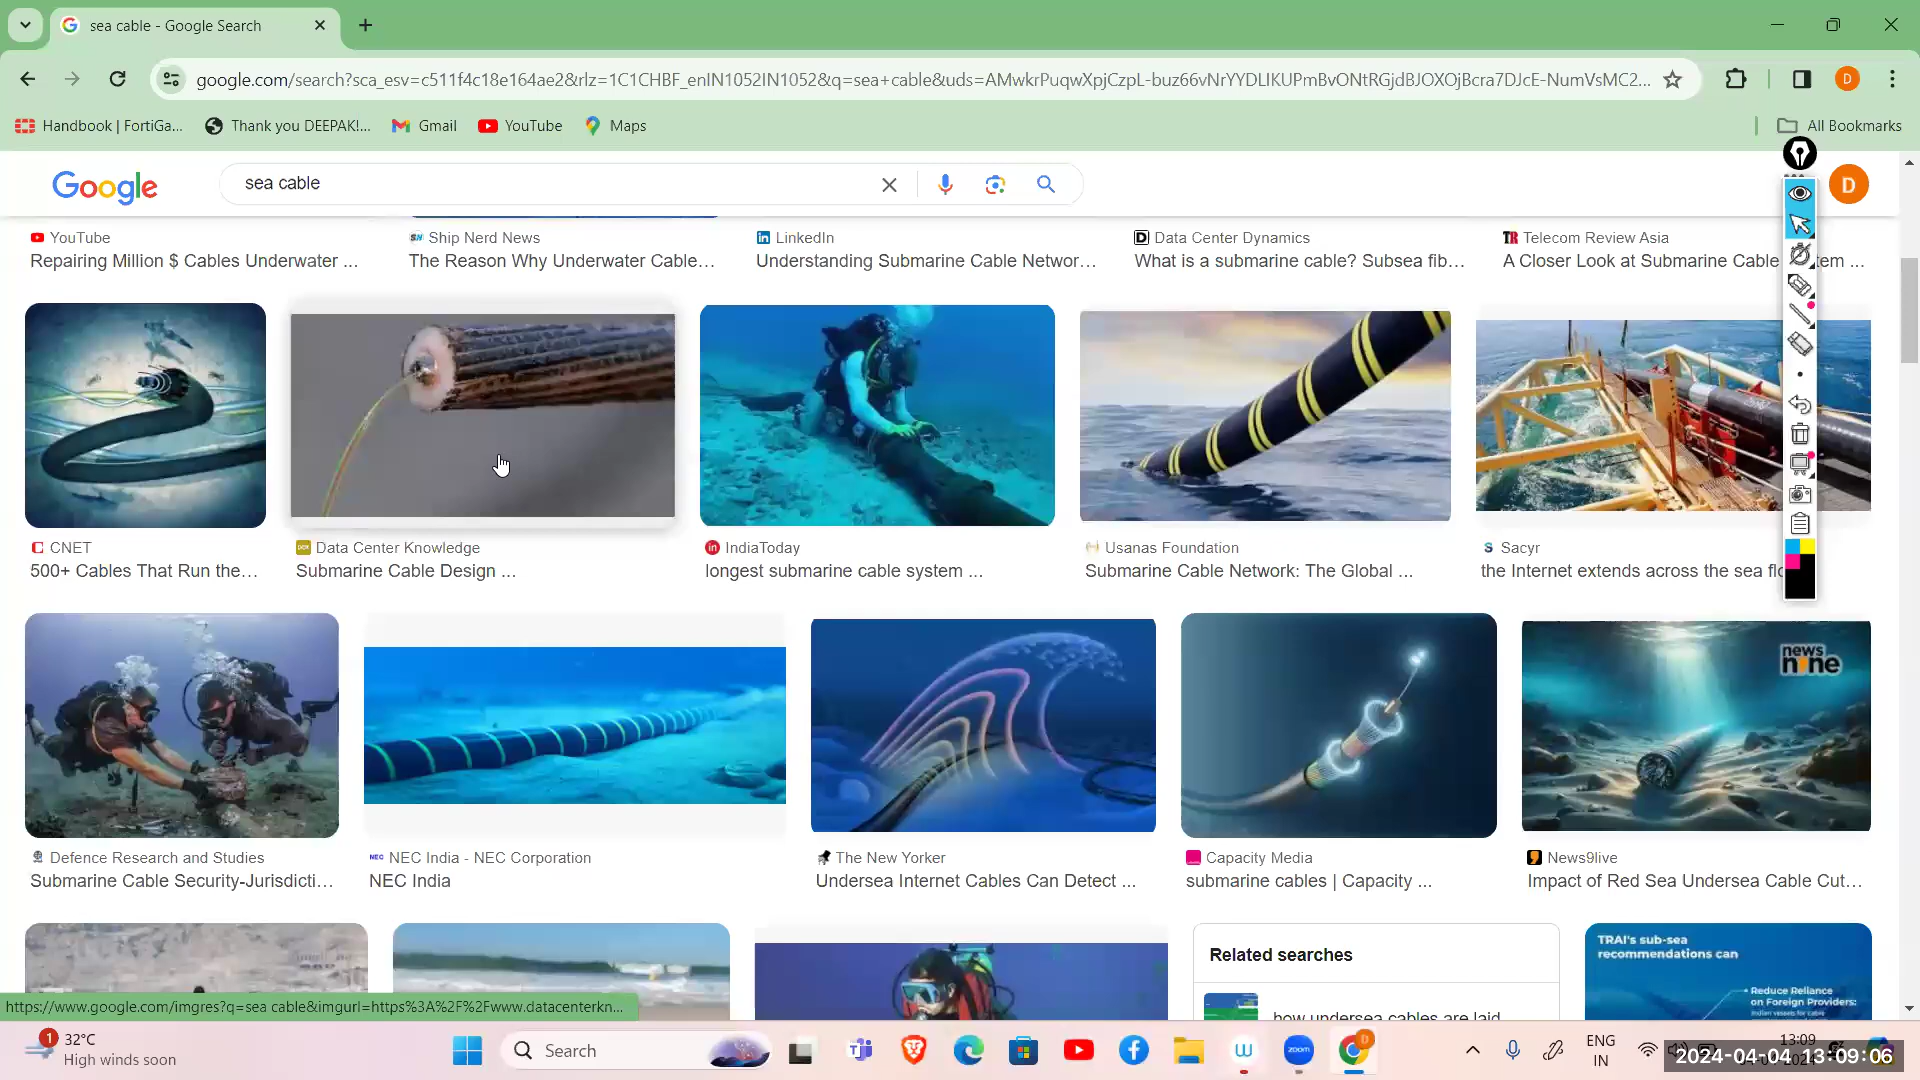 sea cable - Google Search
google.com/search?sca_esv=c511f4c18e164ae2&rlz=1C1CHBF_enIN1052IN1052&q=sea+cable&uds=AMwkrPuqwXpjCzpL-buz66vNrYYDLIKUPmBvONtRGjdBJOXOjBcra7DJcE-NumVsMC2...
D
Handbook | FortiGa... Thank you DEEPAK!... Gmail YouTube Maps All Bookmarks
Google sea cable D
YouTube Ship Nerd News LinkedIn Data Center Dynamics Telecom Review Asia
Repairing Million $ Cables Underwater ... The Reason Why Underwater Cable... Understanding Submarine Cable Networ... What is a submarine cable? Subsea fib... A Closer Look at Submarine Cable ...
CNET Data Center Knowledge IndiaToday Usanas Foundation Sacyr
500+ Cables That Run the... Submarine Cable Design ... longest submarine cable system ... Submarine Cable Network: The Global ... the Internet extends across the sea
news
nine
Defence Research and Studies NEC NEC India - NEC Corporation The New Yorker Capacity Media News9live
Submarine Cable Security-Jurisdicti... NEC India Undersea Internet Cables Can Detect ... submarine cables | Capacity ... Impact of Red Sea Undersea Cable Cut...
Related searches
how undersea cables are laid
TRAI's sub-sea
recommendations can
Reduce Reliance
on Foreign Providers:
https://www.google.com/imgres?q=sea cable&imgurl=https%3A%2F%2Fwww.datacenterkn...
1 32°C
High winds soon
Search
zoom
ENG
IN
13:09
2024-04-04 13:09:06